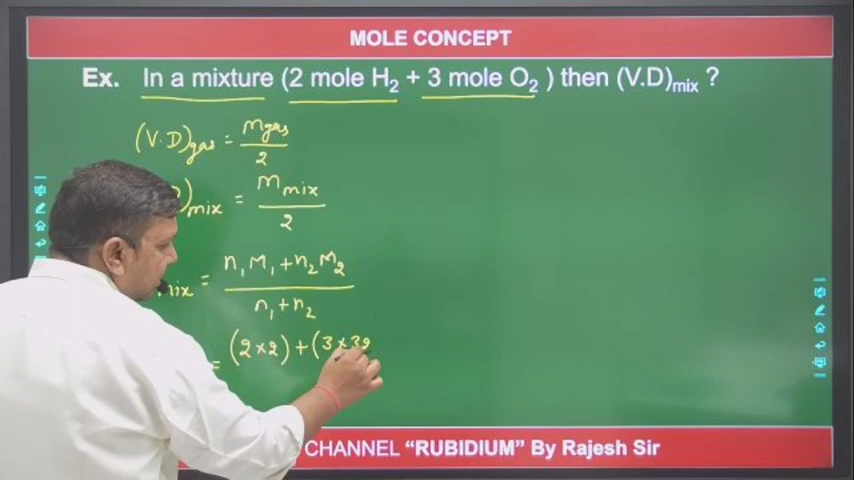 MOLE CONCEPT
Ex. In a mixture (2 mole H₂ + 3 mole O₂ ) then (V.D)ₘᵢₓ ?
(V.D)gas = Mgas / 2
)mix = Mmix / 2
mix = n₁M₁ + n₂M₂ / n₁ + n₂
= (2×2) + (3×32
CHANNEL “RUBIDIUM” By Rajesh Sir